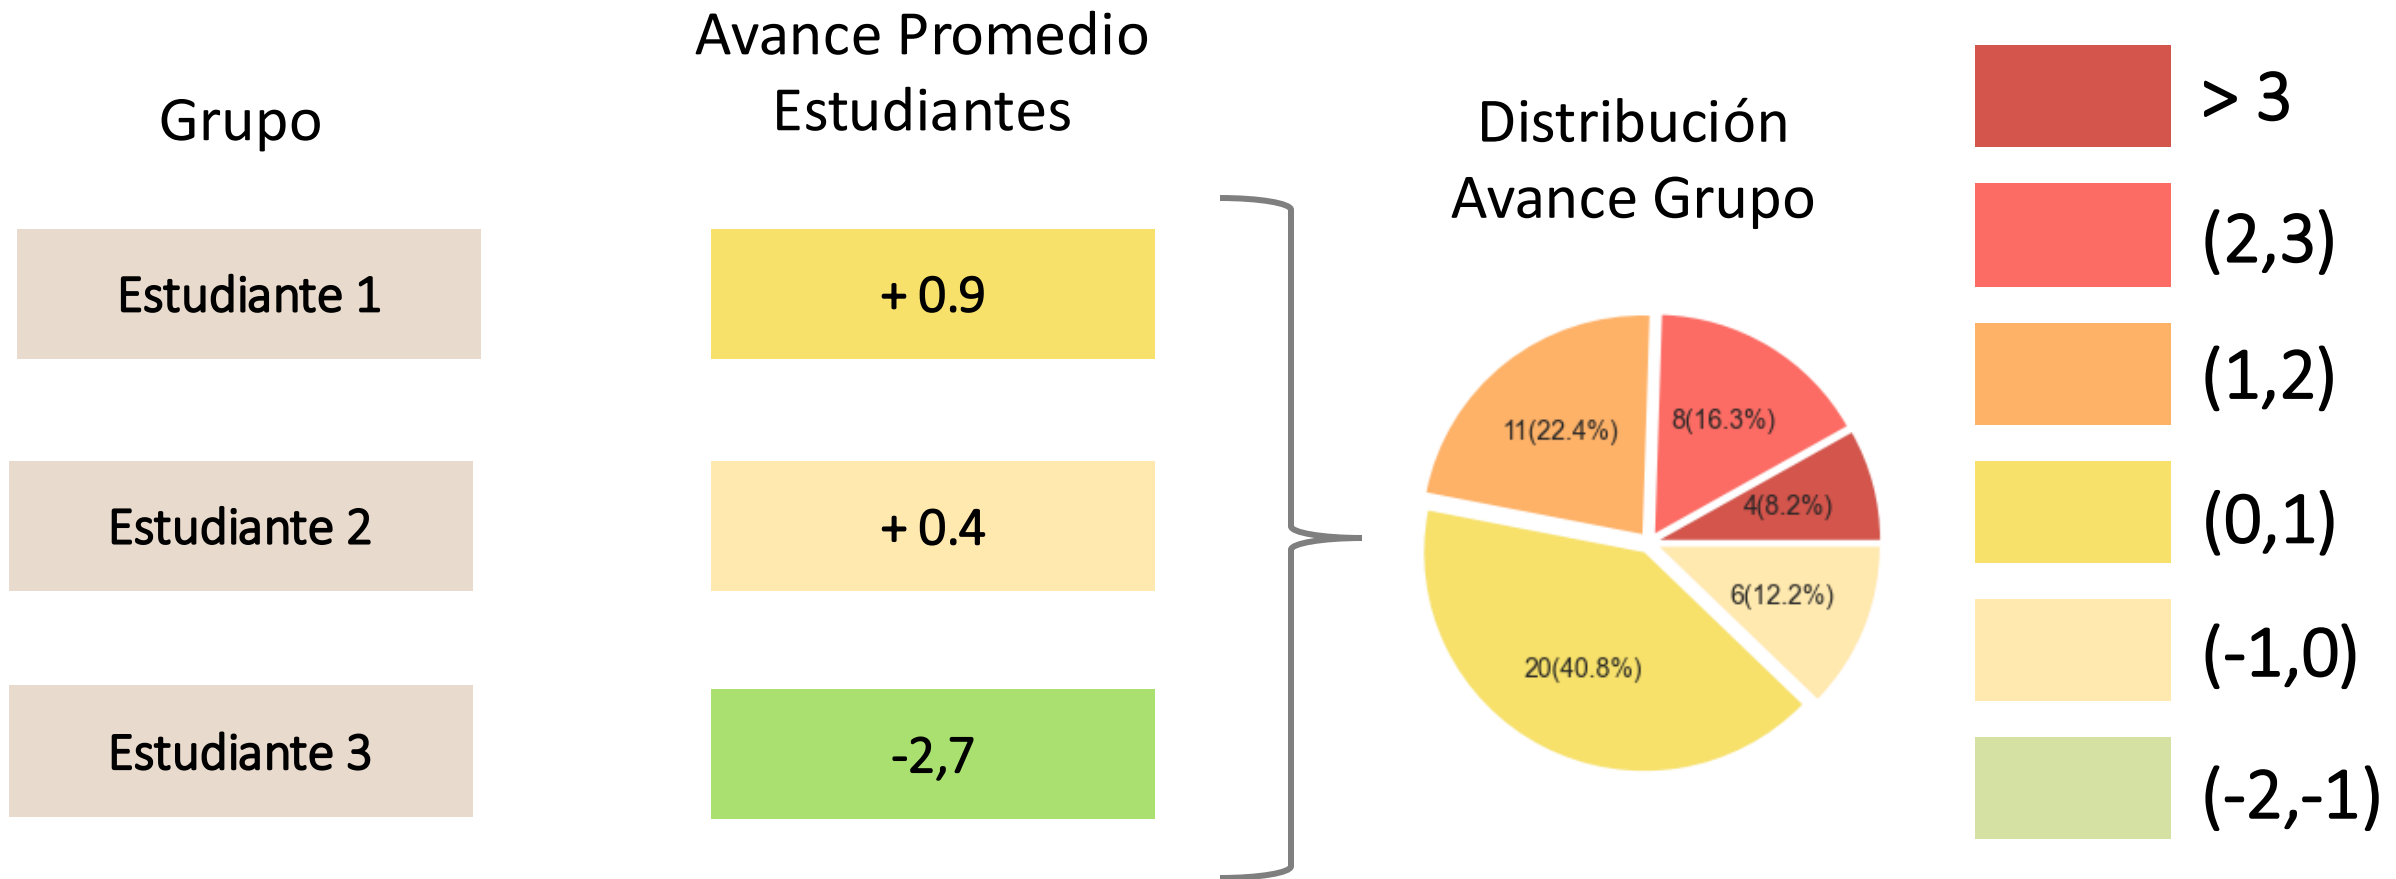 Grupo
Avance Promedio
Estudiantes
Estudiante 1
+ 0.9
Estudiante 2
+ 0.4
Estudiante 3
-2,7
Distribución
Avance Grupo
11(22.4%)
8(16.3%)
4(8.2%)
6(12.2%)
20(40.8%)
> 3
(2,3)
(1,2)
(0,1)
(-1,0)
(-2,-1)